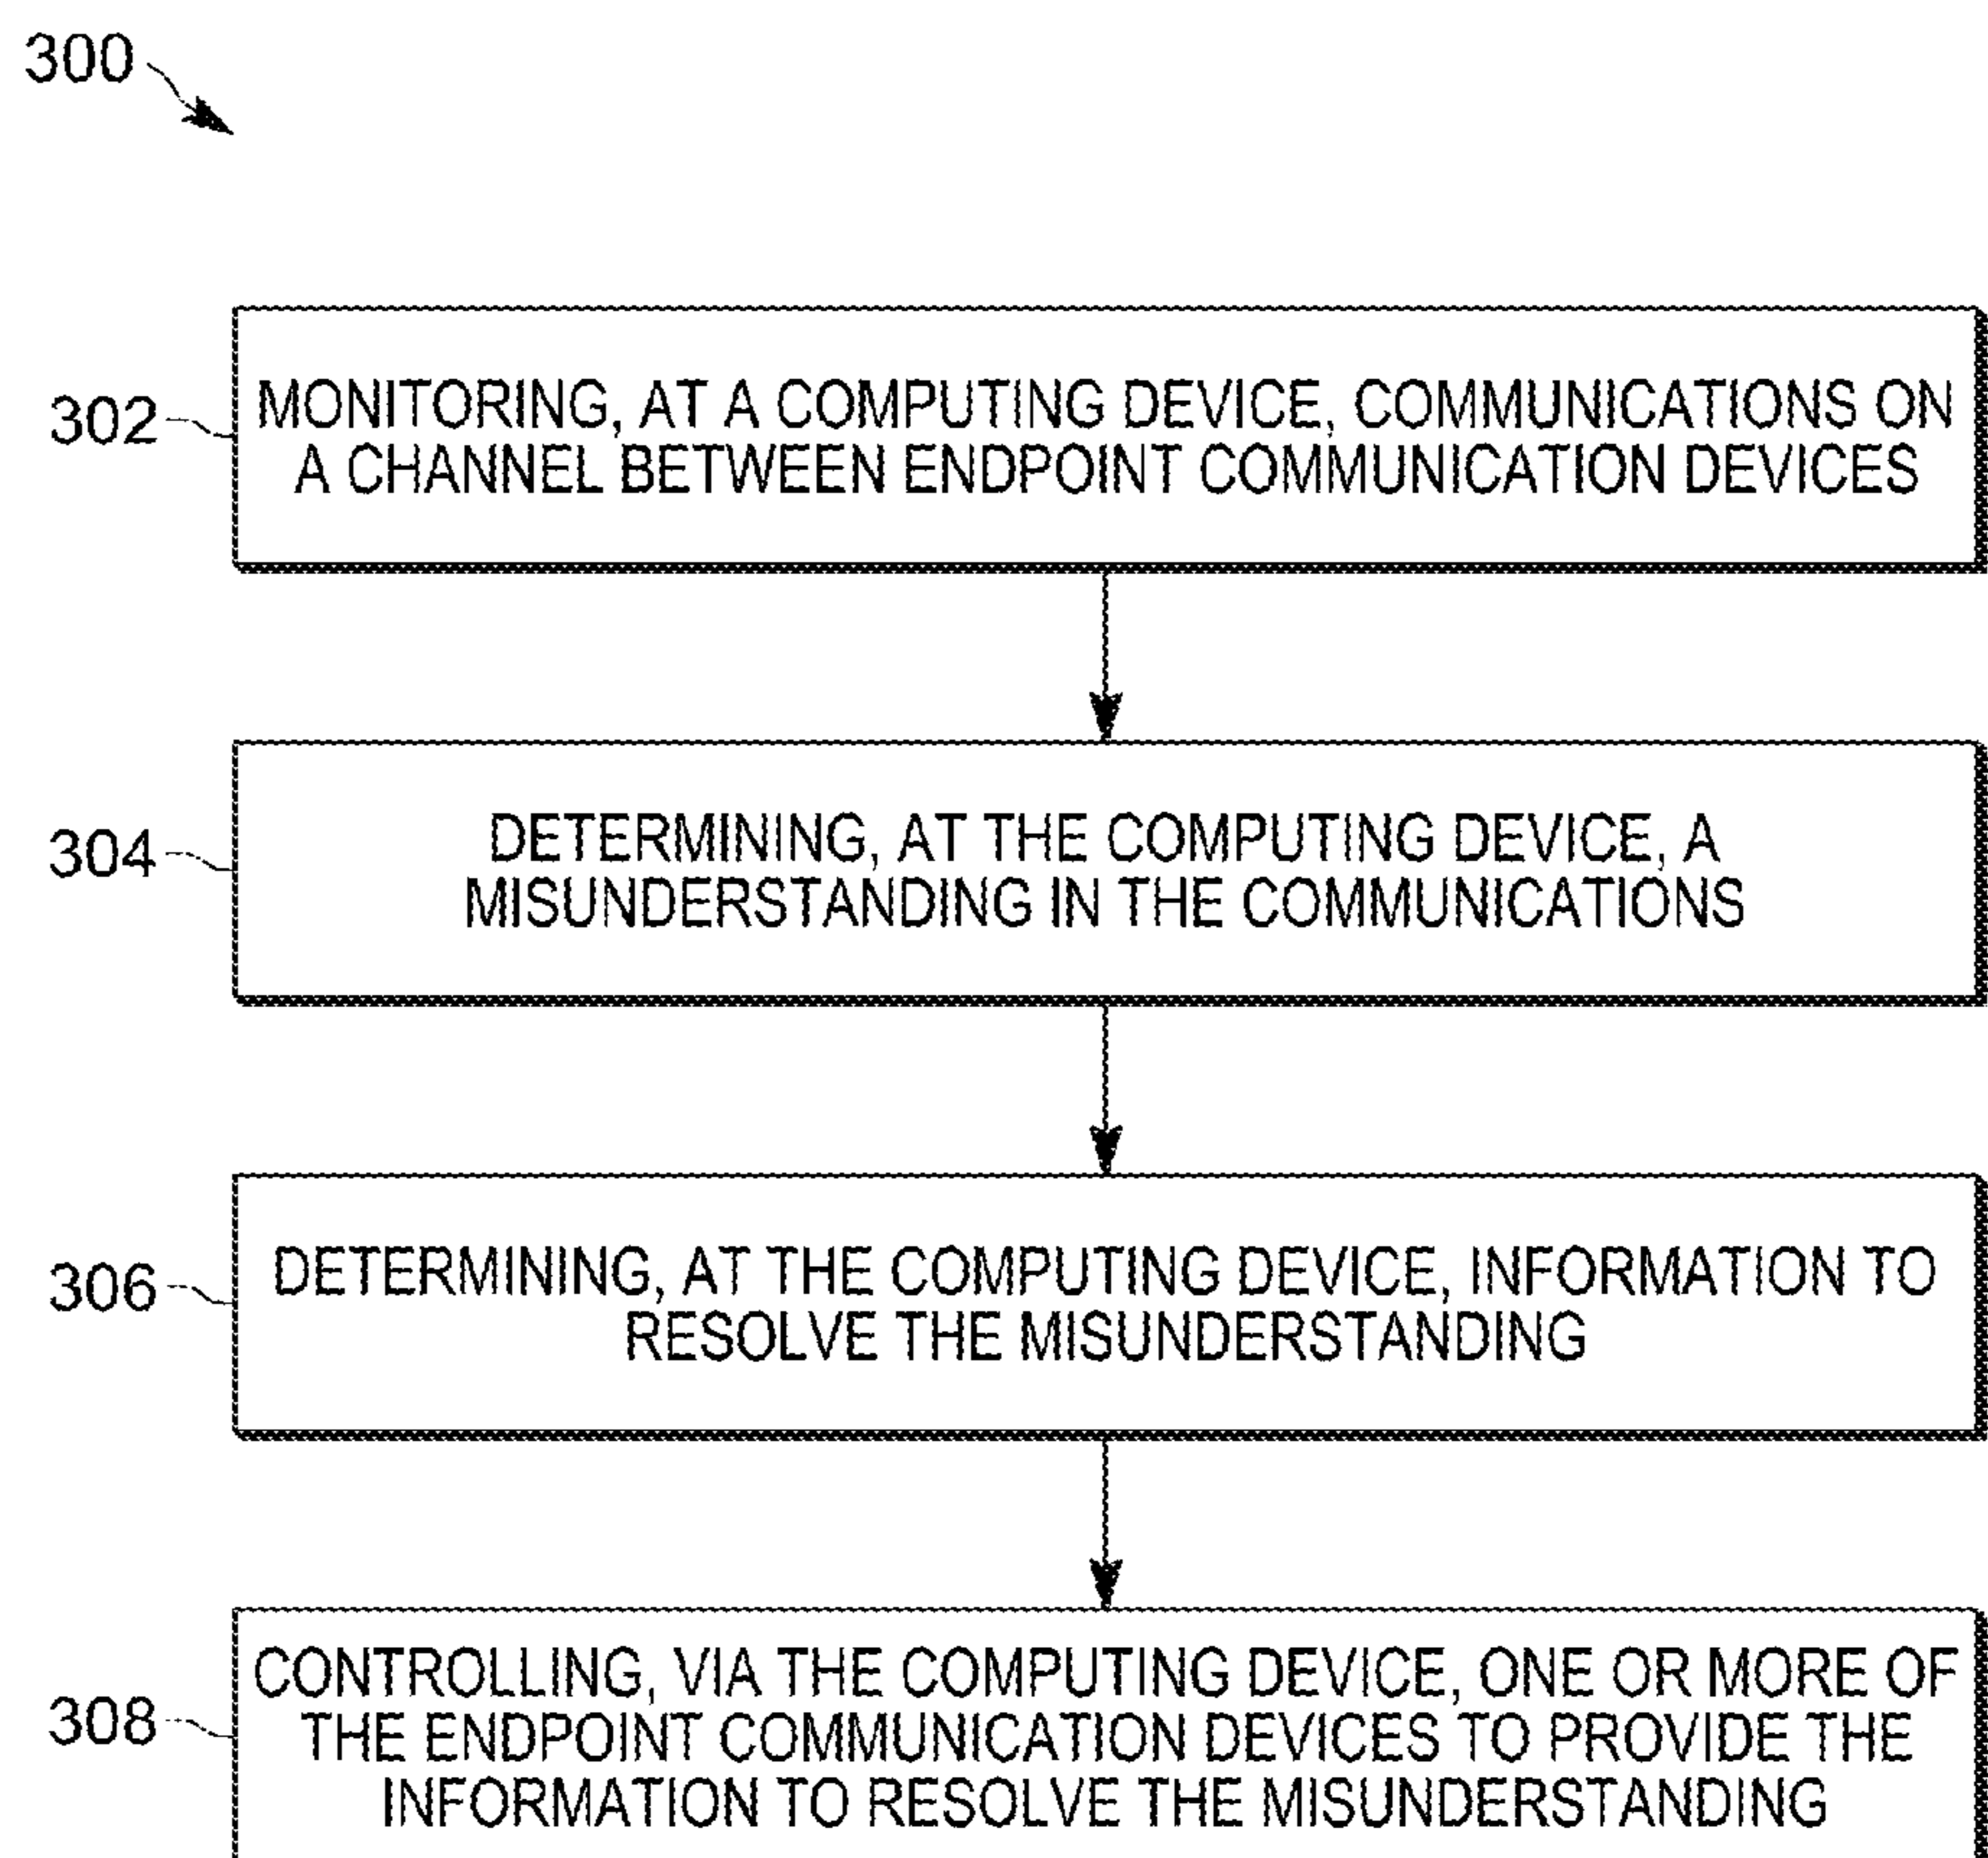 300
302
MONITORING, AT A COMPUTING DEVICE, COMMUNICATIONS ON
A CHANNEL BETWEEN ENDPOINT COMMUNICATION DEVICES
304
DETERMINING, AT THE COMPUTING DEVICE, A
MISUNDERSTANDING IN THE COMMUNICATIONS
306
DETERMINING, AT THE COMPUTING DEVICE, INFORMATION TO
RESOLVE THE MISUNDERSTANDING
308
CONTROLLING, VIA THE COMPUTING DEVICE, ONE OR MORE OF
THE ENDPOINT COMMUNICATION DEVICES TO PROVIDE THE
INFORMATION TO RESOLVE THE MISUNDERSTANDING